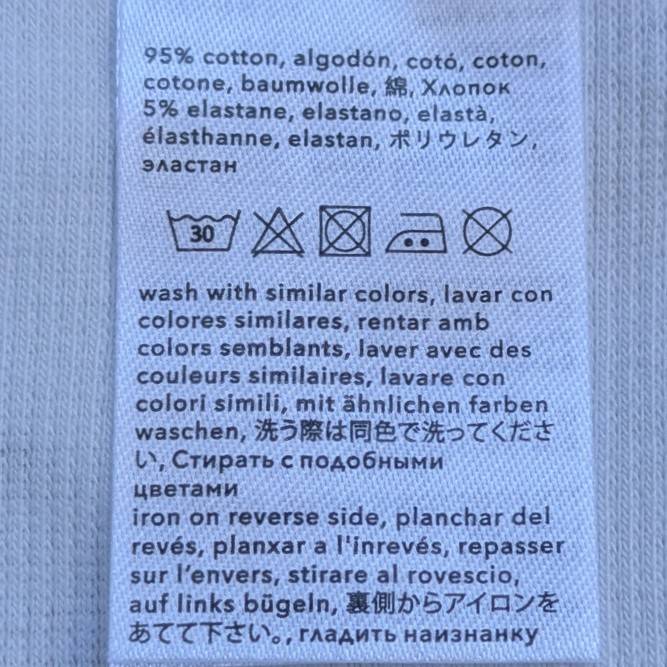 95% cotton, algodón, cotó, coton,
cotone, baumwolle, 綿, Хлопок
5% elastane, elastano, elastà,
élasthanne, elastan, ポリウレタン,
эластан
30
wash with similar colors, lavar con
colores similares, rentar amb
colors semblants, laver avec des
couleurs similaires, lavare con
colori simili, mit ähnlichen farben
waschen, 洗う際は同色で洗ってくださ
い, Стирать с подобными
цветами
iron on reverse side, planchar del
revés, planxar a l'inrevés, repasser
sur l’envers, stirare al rovescio,
auf links bügeln, 裏側からアイロンを
あてて下さい。, гладить наизнанку